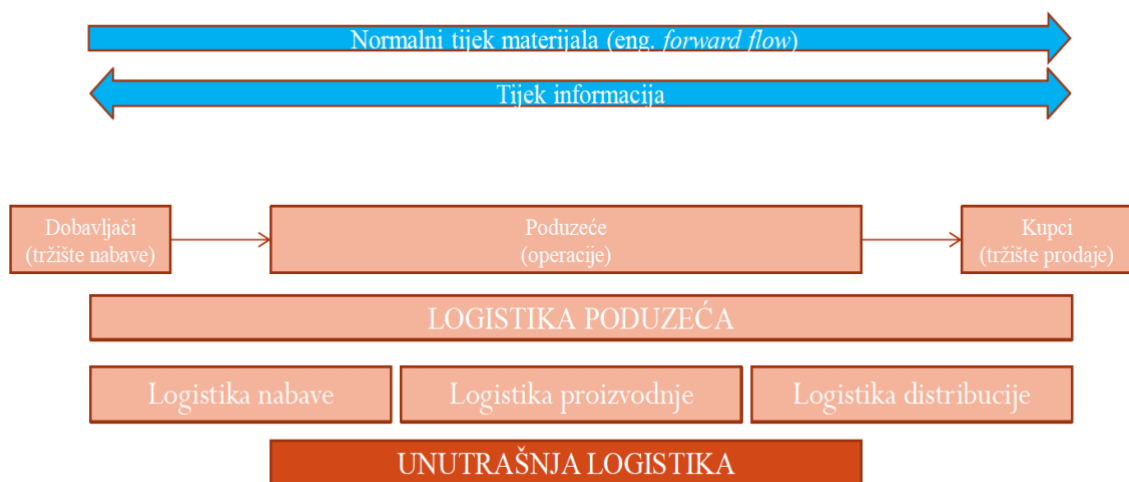 Normalni tijek materijala (eng. forward flow)
Tijek informacija
Dobavljači
(tržište nabave)
Poduzeće
(operacije)
Kupci
(tržište prodaje)
LOGISTIKA PODUZEĆA
Logistika nabave
Logistika proizvodnje
Logistika distribucije
UNUTRAŠNJA LOGISTIKA